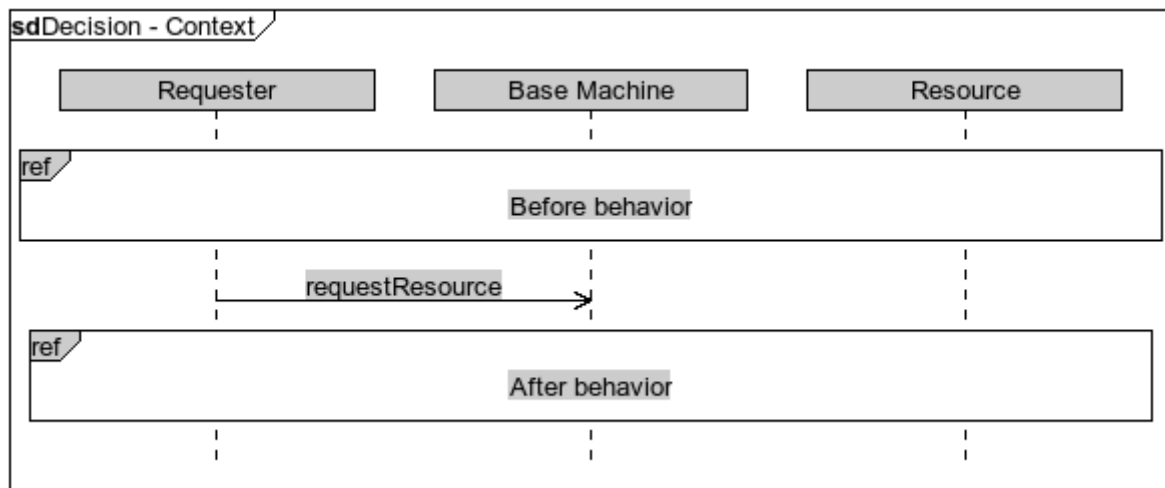 sdDecision - Context
Requester Base Machine Resource
ref
Before behavior
requestResource
ref
After behavior